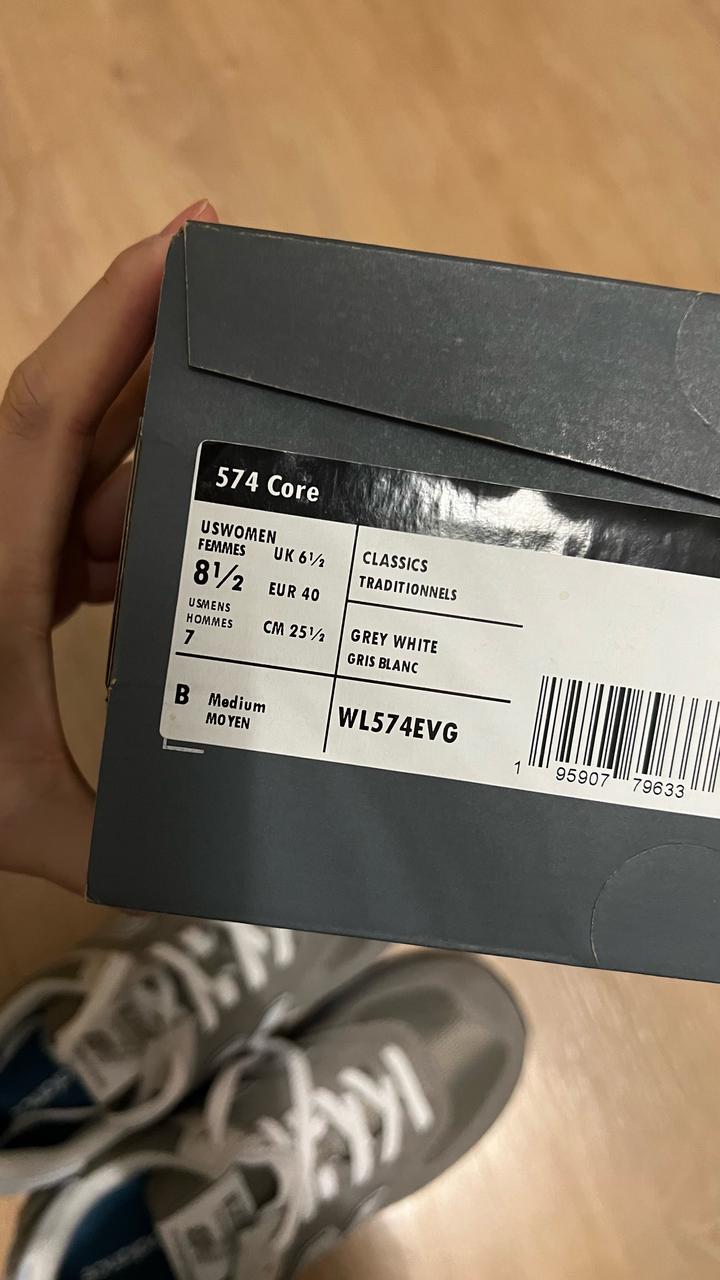 574 Core
USWOMEN
FEMMES
8½
UK 6½
EUR 40
CM 25½
USMENS
HOMMES
7
CLASSICS
TRADITIONNELS
GREY WHITE
GRIS BLANC
B Medium
MOYEN
WL574EVG
1 95907 79633